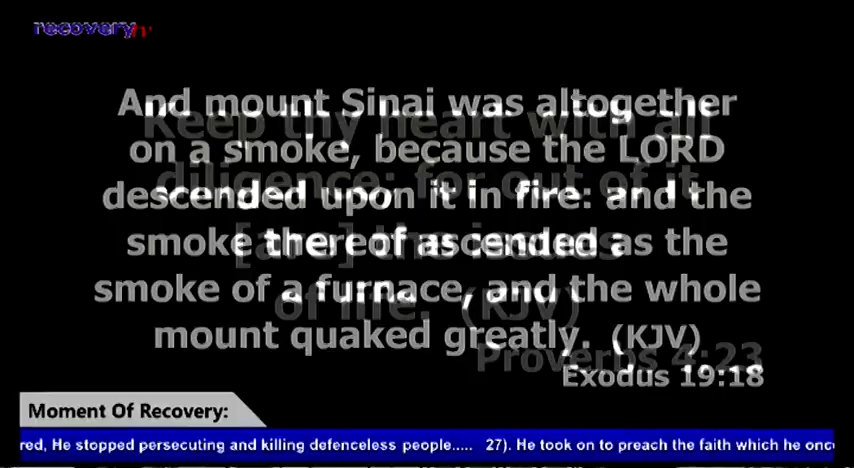 recoverytv
And mount Sinai was altogether
on a smoke, because the LORD
descended upon it in fire: and the
smoke thereof ascended as the
smoke of a furnace, and the whole
mount quaked greatly. (KJV)
Exodus 19:18
Keep thy heart with all
diligence; for out of it
[are] the issues
of life. (KJV)
Proverbs 4:23
Moment Of Recovery:
red, He stopped persecuting and killing defenceless people..... 27). He took on to preach the faith which he once